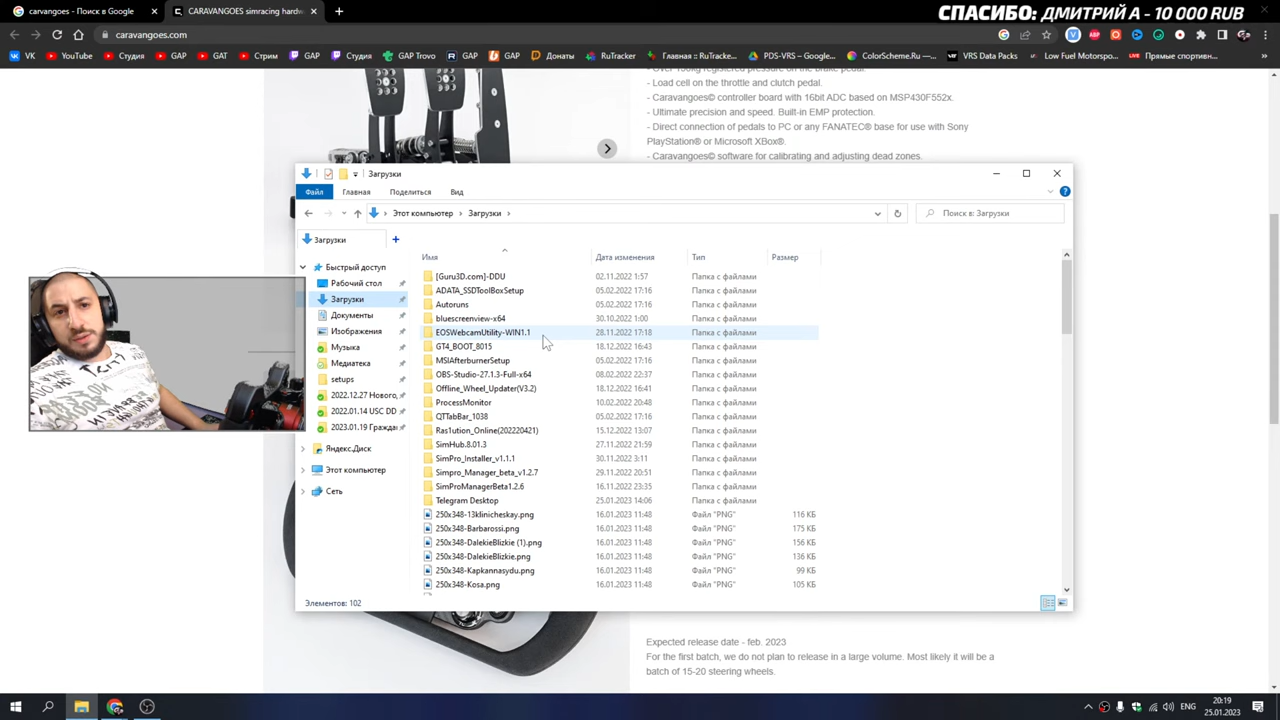 carvangoes - Поиск в Google
CARAVANGOES simracing hardw
СПАСИБО: ДМИТРИЙ А - 10 000 RUB
caravangoes.com
VK
YouTube
Студия
GAP
GAT
Стрим
GAP
Студия
GAP Trovo
GAP
GAP
Донаты
RuTracker
Главная :: RuTracke...
PDS-VRS – Google...
ColorScheme.Ru –...
VRS Data Packs
Low Fuel Motorspo...
Прямые спортивн...
- Load cell on the throttle and clutch pedal.
- Caravangoes© controller board with 16bit ADC based on MSP430F552x.
- Ultimate precision and speed. Built-in EMP protection.
- Direct connection of pedals to PC or any FANATEC® base for use with Sony
PlayStation® or Microsoft XBox®.
- Caravangoes© software for calibrating and adjusting dead zones.
Загрузки
Файл
Главная
Поделиться
Вид
Этот компьютер
Загрузки
Поиск в: Загрузки
Загрузки
Имя
Дата изменения
Тип
Размер
Быстрый доступ
Рабочий стол
Загрузки
Документы
Изображения
Музыка
Медиатека
setups
2022.12.27 Нового,
2022.01.14 USC DD
2023.01.19 Гражда
Яндекс.Диск
Этот компьютер
Сеть
[Guru3D.com]-DDU 02.11.2022 1:57 Папка с файлами
ADATA_SSDToolBoxSetup 05.02.2022 17:16 Папка с файлами
Autoruns 05.02.2022 17:16 Папка с файлами
bluescreenview-x64 30.10.2022 1:00 Папка с файлами
EOSWebcamUtility-WIN1.1 28.11.2022 17:18 Папка с файлами
GT4_BOOT_8015 18.12.2022 16:43 Папка с файлами
MSIAfterburnerSetup 05.02.2022 17:16 Папка с файлами
OBS-Studio-27.1.3-Full-x64 08.02.2022 22:37 Папка с файлами
Offline_Wheel_Updater(V3.2) 18.12.2022 16:41 Папка с файлами
ProcessMonitor 10.02.2022 20:48 Папка с файлами
QTTabBar_1038 05.02.2022 17:16 Папка с файлами
Ras1ution_Online(202220421) 15.12.2022 13:07 Папка с файлами
SimHub.8.01.3 27.11.2022 21:59 Папка с файлами
SimPro_Installer_v1.1.1 30.11.2022 3:11 Папка с файлами
Simpro_Manager_beta_v1.2.7 29.11.2022 20:51 Папка с файлами
SimProManagerBeta1.2.6 16.11.2022 23:35 Папка с файлами
Telegram Desktop 25.01.2023 14:06 Папка с файлами
250x348-13klinicheskay.png 16.01.2023 11:48 Файл "PNG" 116 КБ
250x348-Barbarossi.png 16.01.2023 11:48 Файл "PNG" 175 КБ
250x348-DalekieBlizkie (1).png 16.01.2023 11:48 Файл "PNG" 156 КБ
250x348-DalekieBlizkie.png 16.01.2023 11:48 Файл "PNG" 136 КБ
250x348-Kapkannasydu.png 16.01.2023 11:48 Файл "PNG" 99 КБ
250x348-Kosa.png 16.01.2023 11:48 Файл "PNG" 105 КБ
Элементов: 102
Expected release date - feb. 2023
For the first batch, we do not plan to release in a large volume. Most likely it will be a
batch of 15-20 steering wheels.
ENG
20:19
25.01.2023